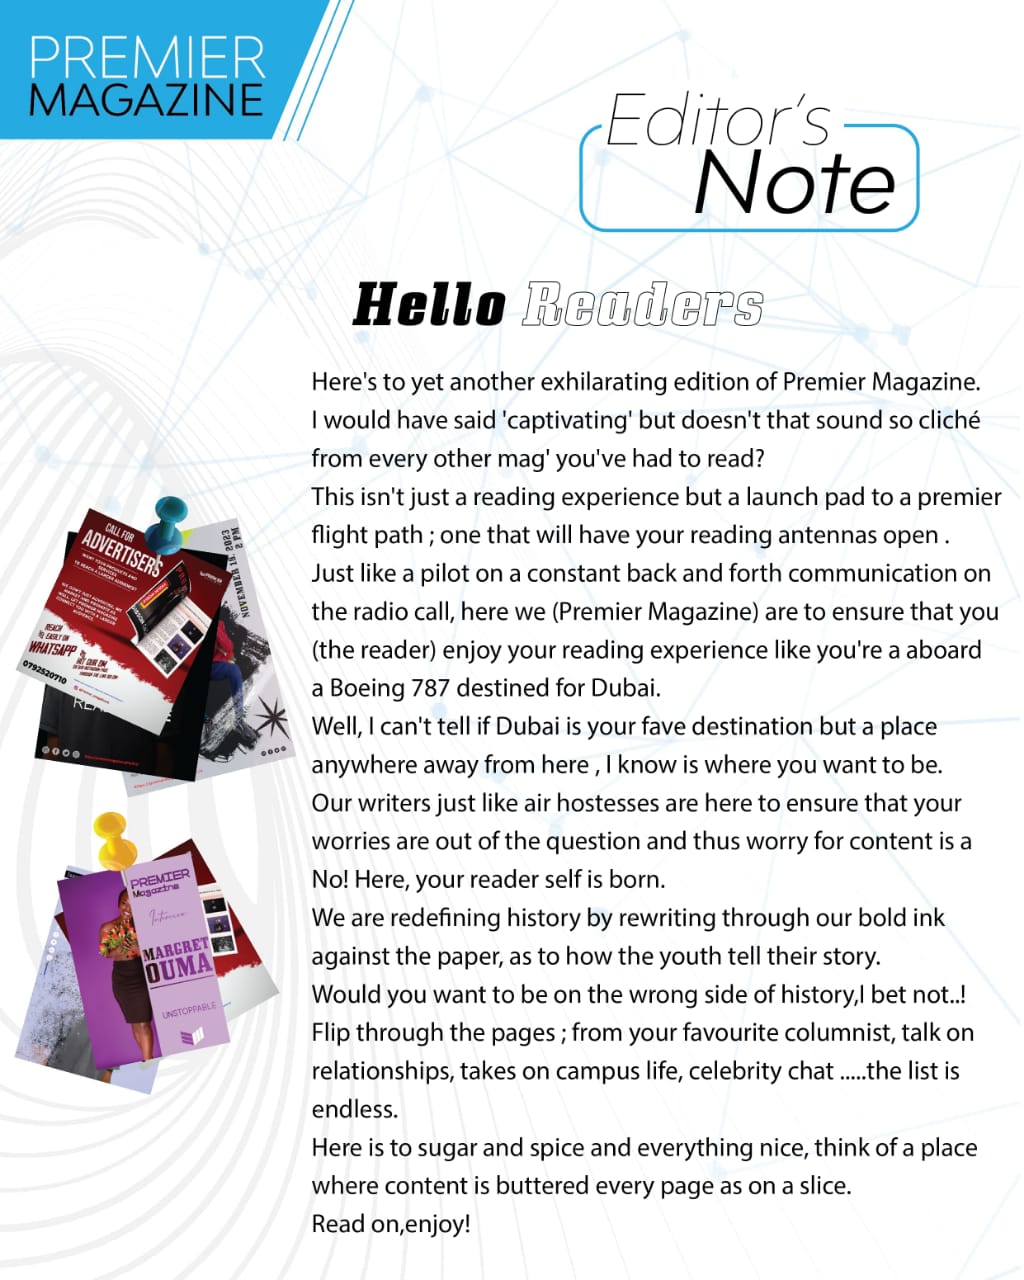 PREMIER
MAGAZINE
Editor's
Note
Hello Readers
Here's to yet another exhilarating edition of Premier Magazine.
I would have said 'captivating' but doesn't that sound so cliché
from every other mag' you've had to read?
This isn't just a reading experience but a launch pad to a premier
flight path ; one that will have your reading antennas open .
Just like a pilot on a constant back and forth communication on
the radio call, here we (Premier Magazine) are to ensure that you
(the reader) enjoy your reading experience like you're a aboard
a Boeing 787 destined for Dubai.
Well, I can't tell if Dubai is your fave destination but a place
anywhere away from here , I know is where you want to be.
Our writers just like air hostesses are here to ensure that your
worries are out of the question and thus worry for content is a
No! Here, your reader self is born.
We are redefining history by rewriting through our bold ink
against the paper, as to how the youth tell their story.
Would you want to be on the wrong side of history,I bet not..!
Flip through the pages ; from your favourite columnist, talk on
relationships, takes on campus life, celebrity chat .....the list is
endless.
Here is to sugar and spice and everything nice, think of a place
where content is buttered every page as on a slice.
Read on,enjoy!
CALL FOR
ADVERTISERS
WANT YOUR PRODUCTS AND
SERVICES
TO REACH A LARGER AUDIENCE?
REACH
US EASILY ON
WHATSAPP
0792520710
NOVEMBER
2 PM
PREMIER
Magazine
Interview
MARGRET
OUMA
UNSTOPPABLE